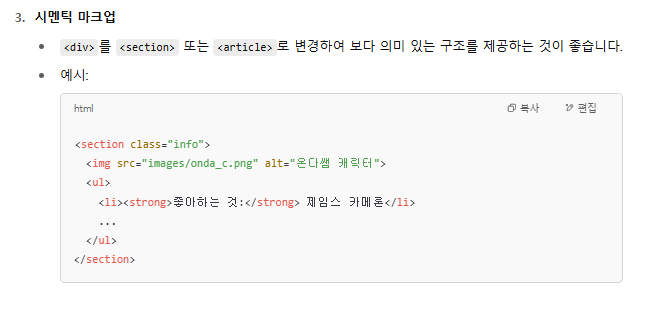 3. 시멘틱 마크업
• <div>를 <section> 또는 <article>로 변경하여 보다 의미 있는 구조를 제공하는 것이 좋습니다.
• 예시:
html 복사 편집
<section class="info">
<img src="images/onda_c.png" alt="온다쌤 캐릭터">
<ul>
<li><strong>좋아하는 것:</strong> 제임스 카메론</li>
...
</ul>
</section>